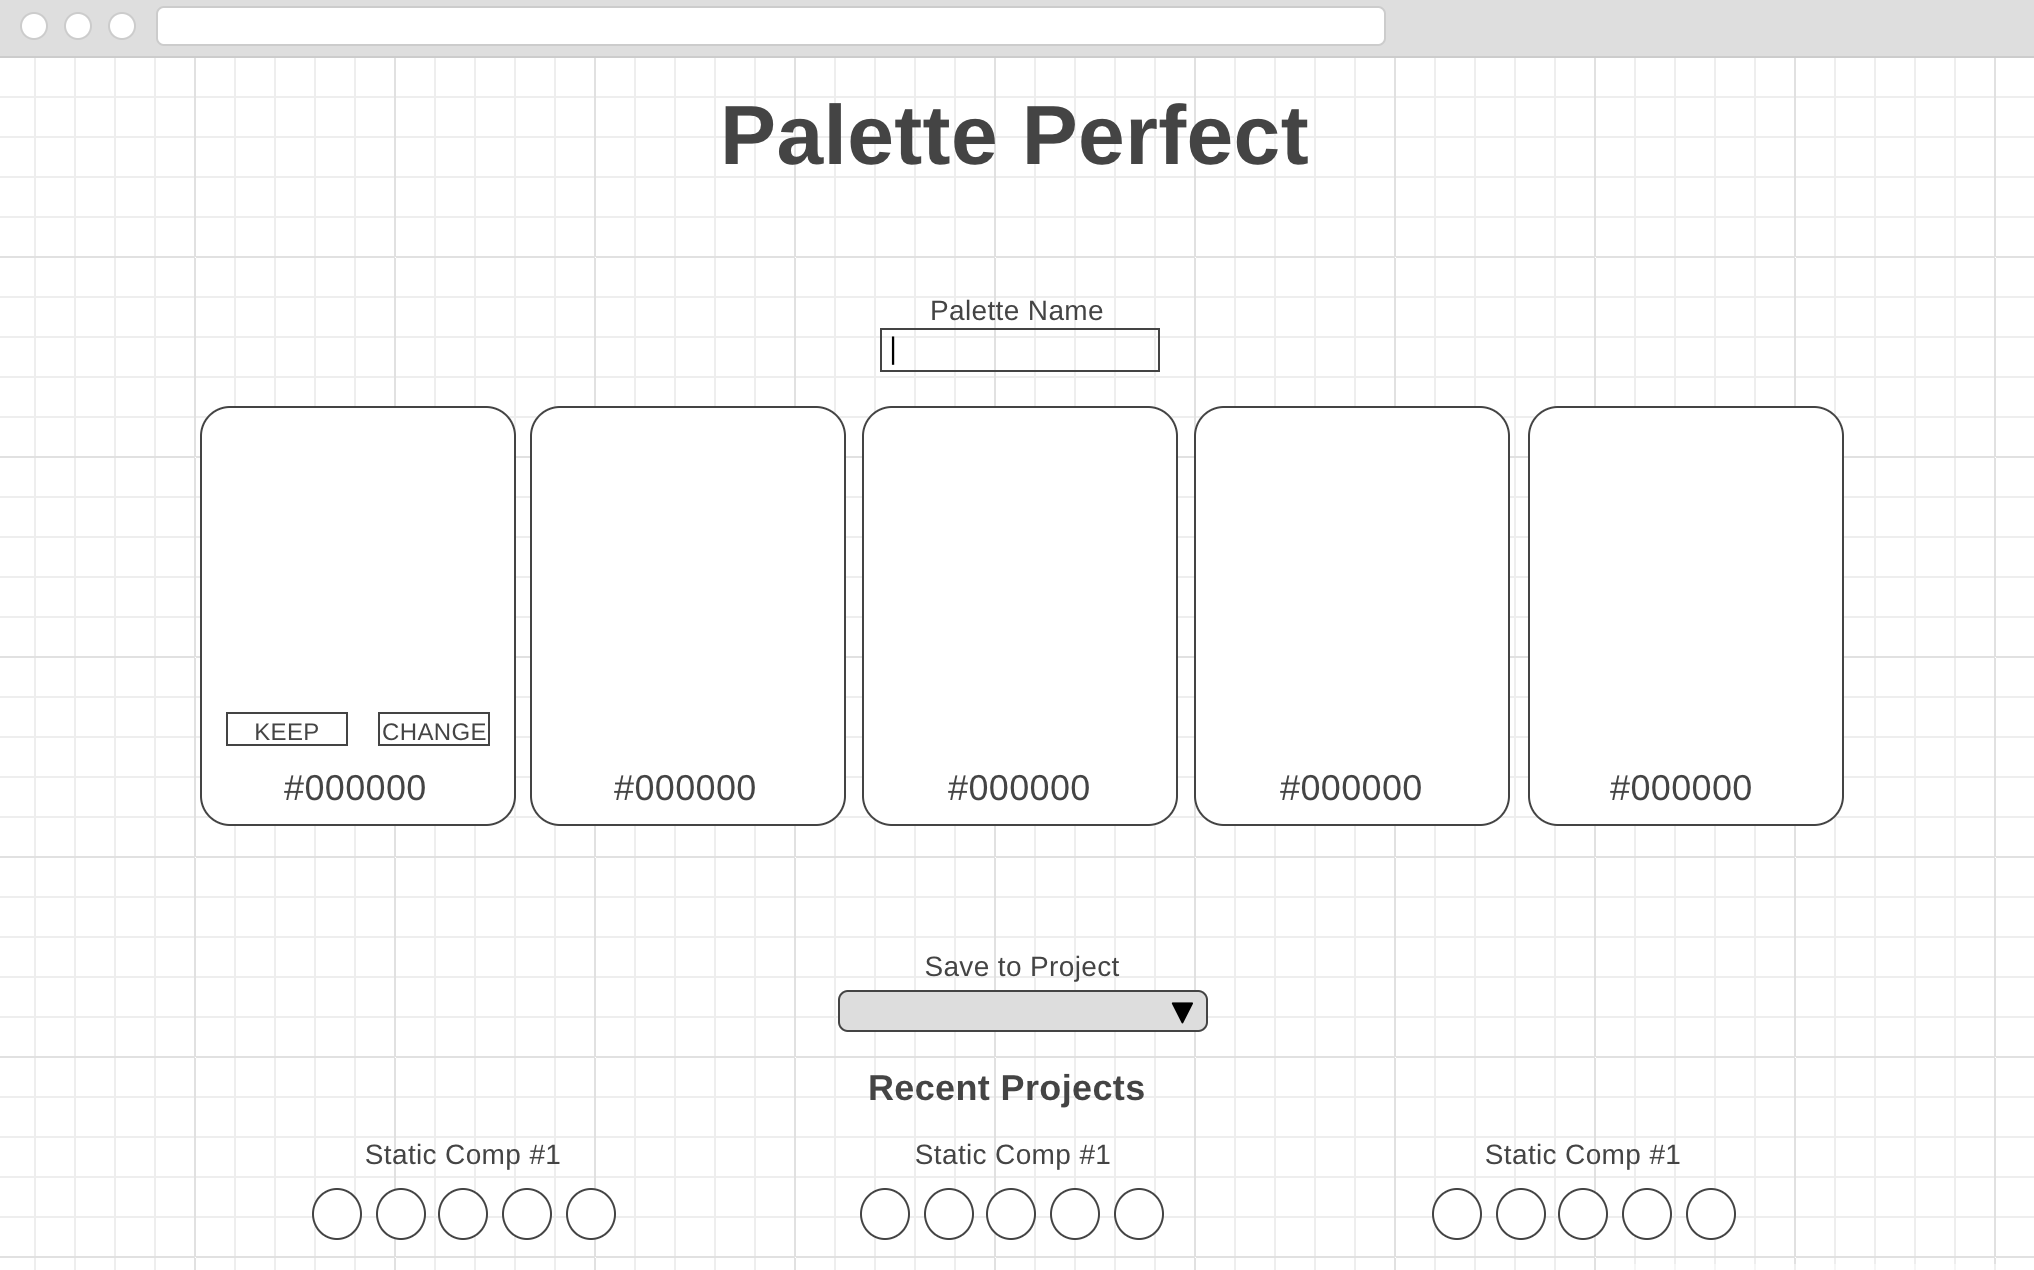 Palette Perfect
Palette Name
KEEP CHANGE
#000000 #000000 #000000 #000000 #000000
Save to Project
Recent Projects
Static Comp #1 Static Comp #1 Static Comp #1